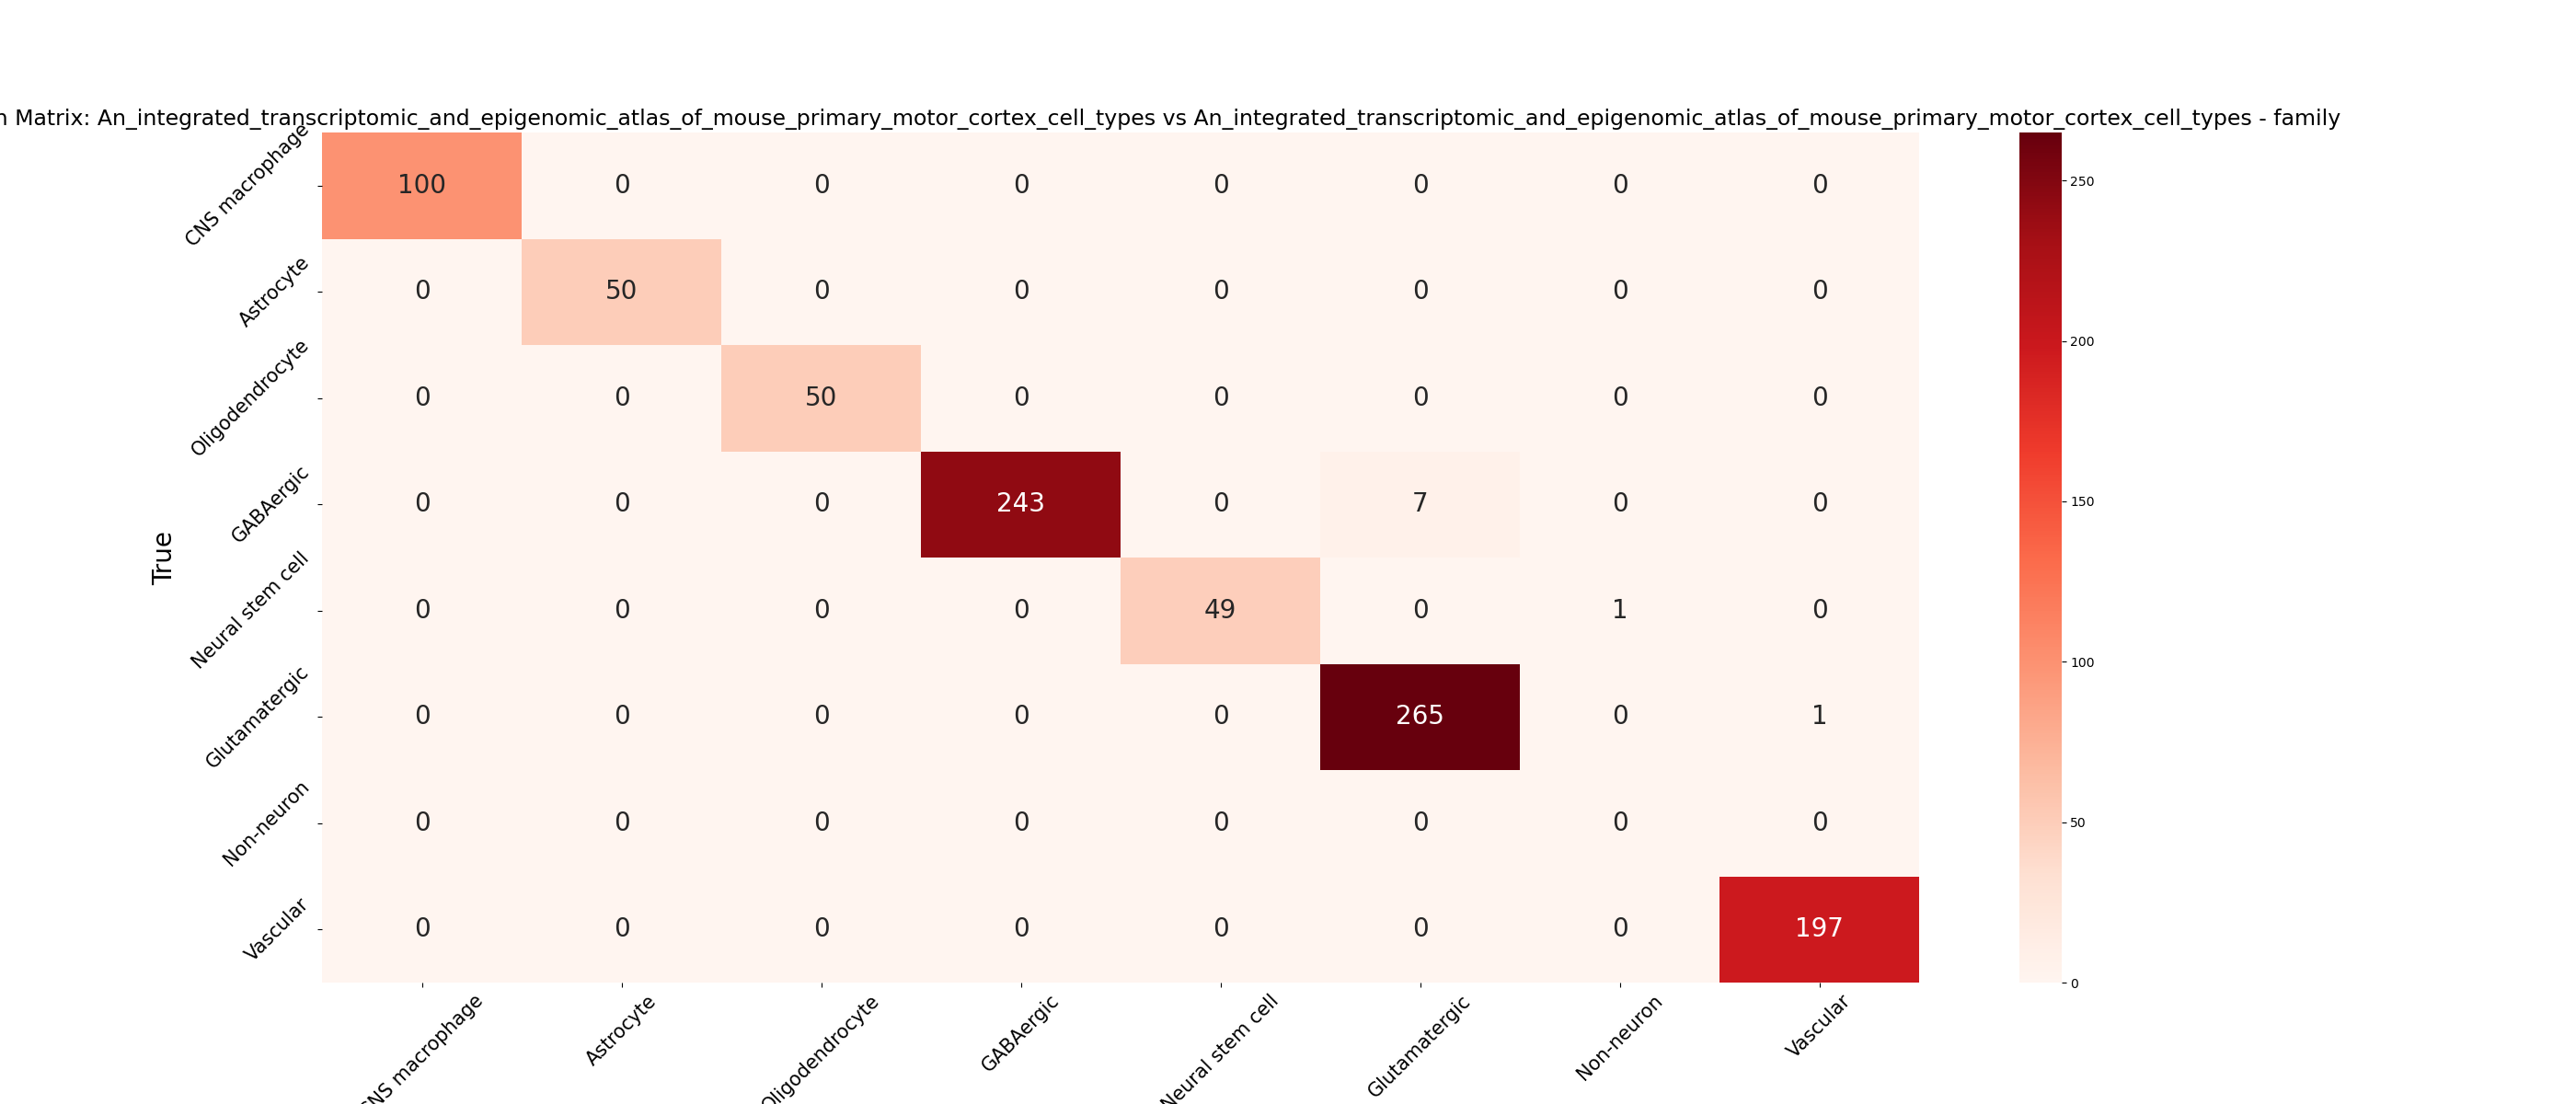 n Matrix: An_integrated_transcriptomic_and_epigenomic_atlas_of_mouse_primary_motor_cortex_cell_types vs An_integrated_transcriptomic_and_epigenomic_atlas_of_mouse_primary_motor_cortex_cell_types - family
True
CNS macrophage 100 0 0 0 0 0 0 0
Astrocyte 0 50 0 0 0 0 0 0
Oligodendrocyte 0 0 50 0 0 0 0 0
GABAergic 0 0 0 243 0 7 0 0
Neural stem cell 0 0 0 0 49 0 1 0
Glutamatergic 0 0 0 0 0 265 0 1
Non-neuron 0 0 0 0 0 0 0 0
Vascular 0 0 0 0 0 0 0 197
CNS macrophage Astrocyte Oligodendrocyte GABAergic Neural stem cell Glutamatergic Non-neuron Vascular
250
200
150
100
50
0